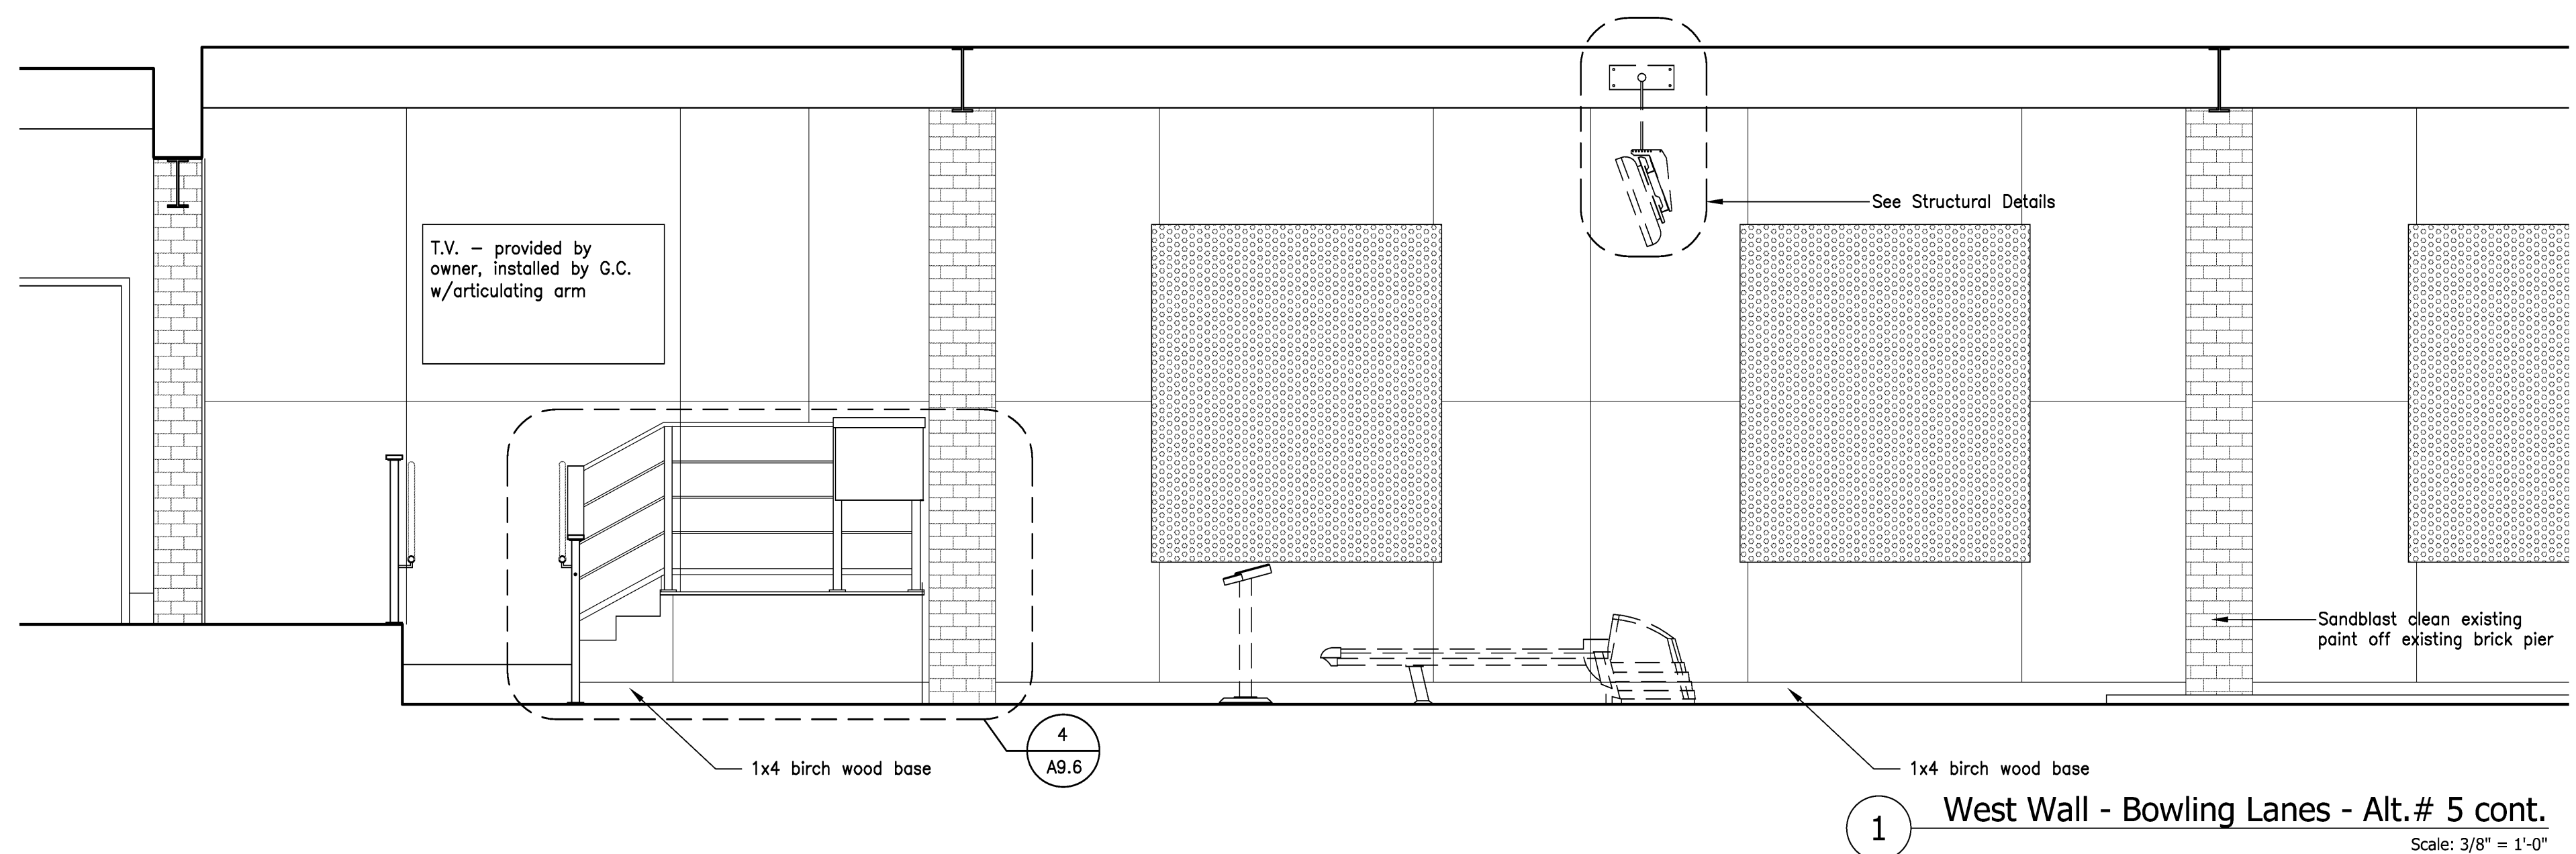 T.V. – provided by
owner, installed by G.C.
w/articulating arm
See Structural Details
Sandblast clean existing
paint off existing brick pier
4
A9.6
1x4 birch wood base
1x4 birch wood base
1
West Wall - Bowling Lanes - Alt.# 5 cont.
Scale: 3/8" = 1'-0"